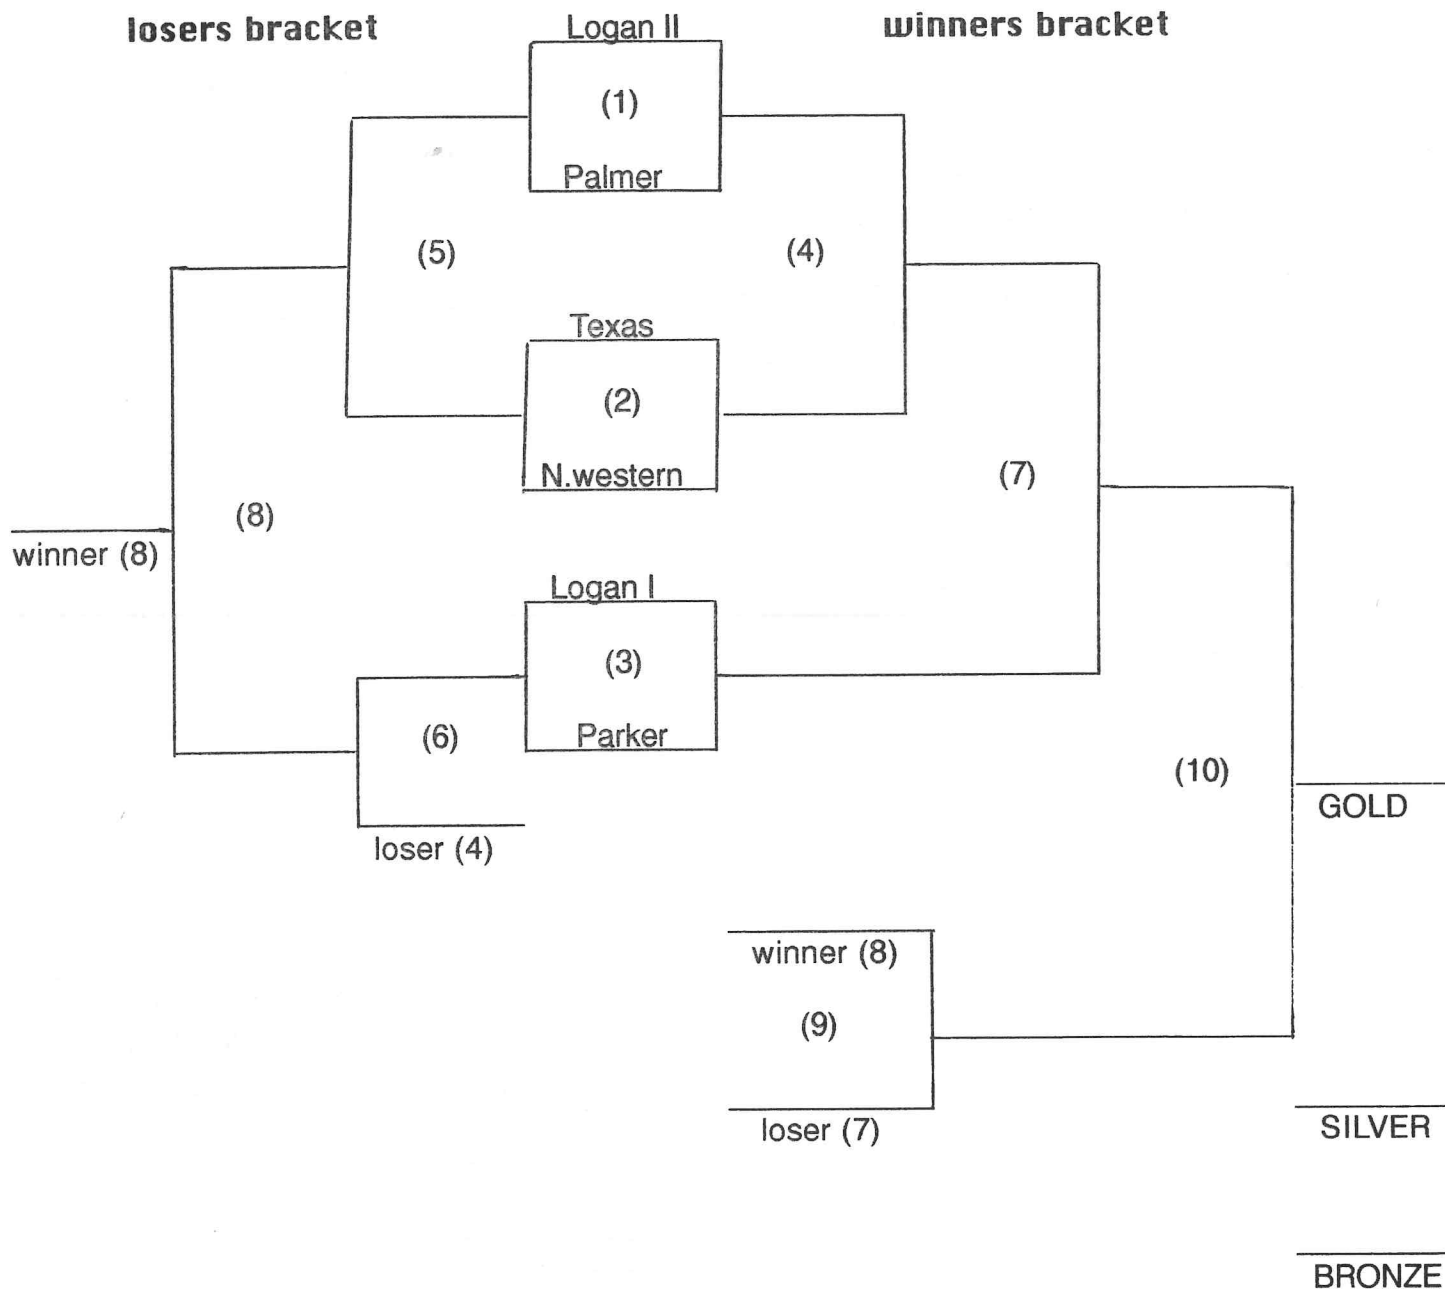 losers bracket
Logan II
winners bracket
(1)
Palmer
(5)
(4)
Texas
(2)
N.western
(7)
(8)
winner (8)
Logan I
(3)
(6)
Parker
(10)
GOLD
loser (4)
winner (8)
(9)
loser (7)
SILVER
BRONZE